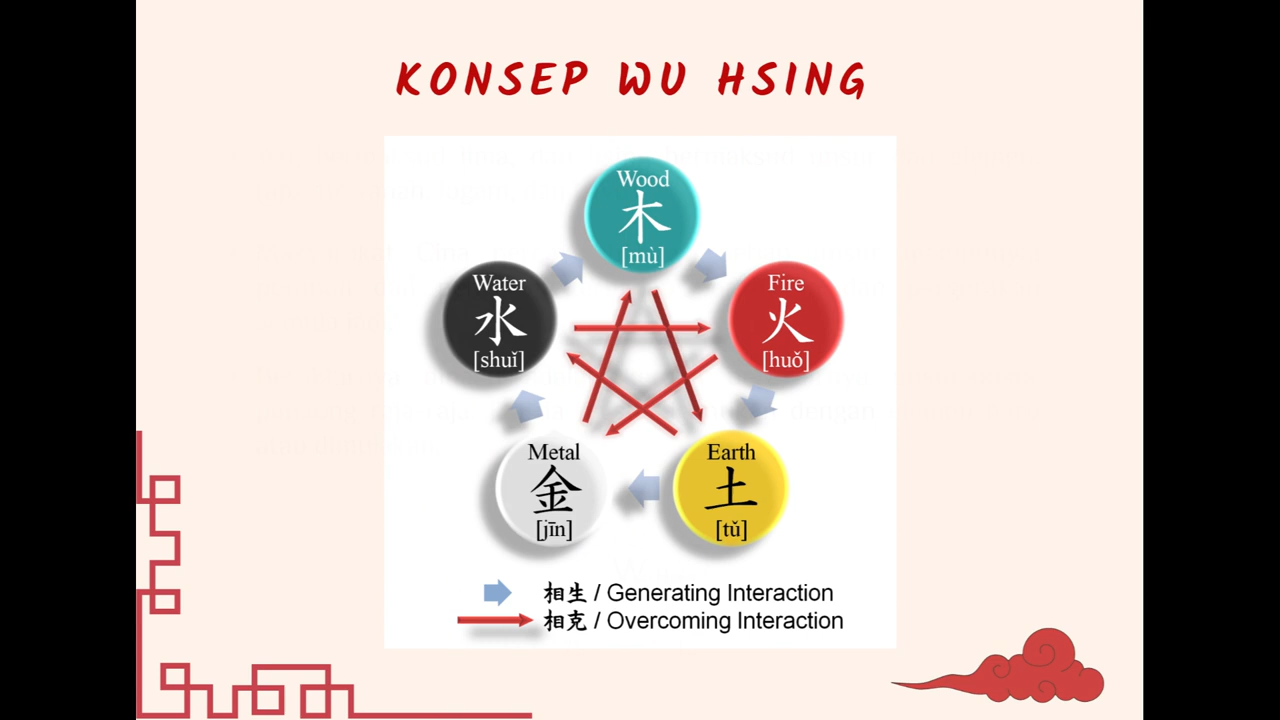 KONSEP WU HSING
Wood
木
[mù]
Water
水
[shuǐ]
Fire
火
[huǒ]
Metal
金
[jīn]
Earth
土
[tǔ]
相生 / Generating Interaction
相克 / Overcoming Interaction